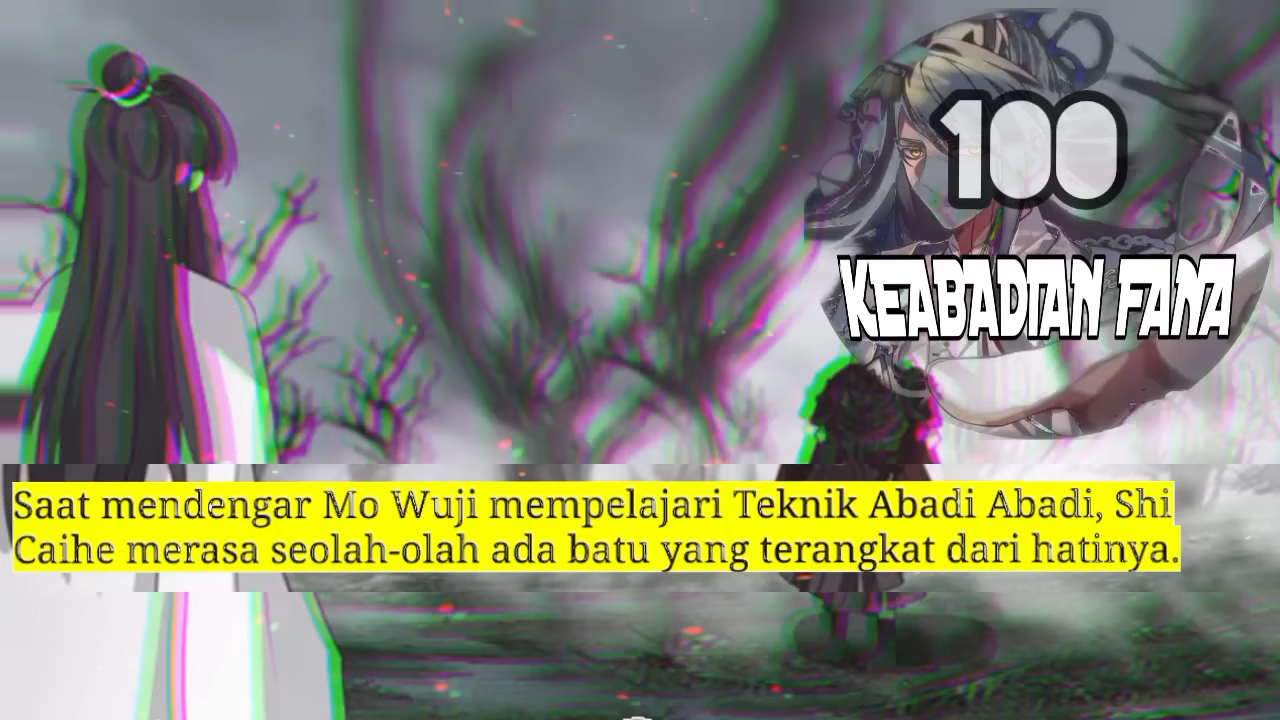 100
KEABADIAN FANA
Saat mendengar Mo Wuji mempelajari Teknik Abadi Abadi, Shi
Caihe merasa seolah-olah ada batu yang terangkat dari hatinya.